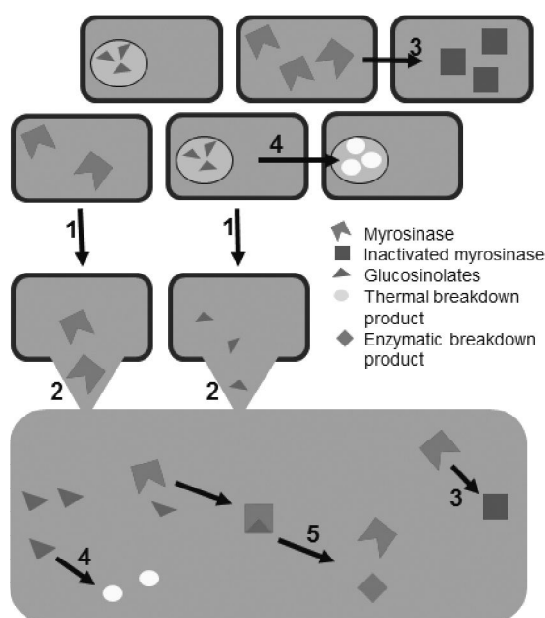 3
4
1
1
Myrosinase
Inactivated myrosinase
Glucosinolates
Thermal breakdown
product
Enzymatic breakdown
product
2
2
3
5
4